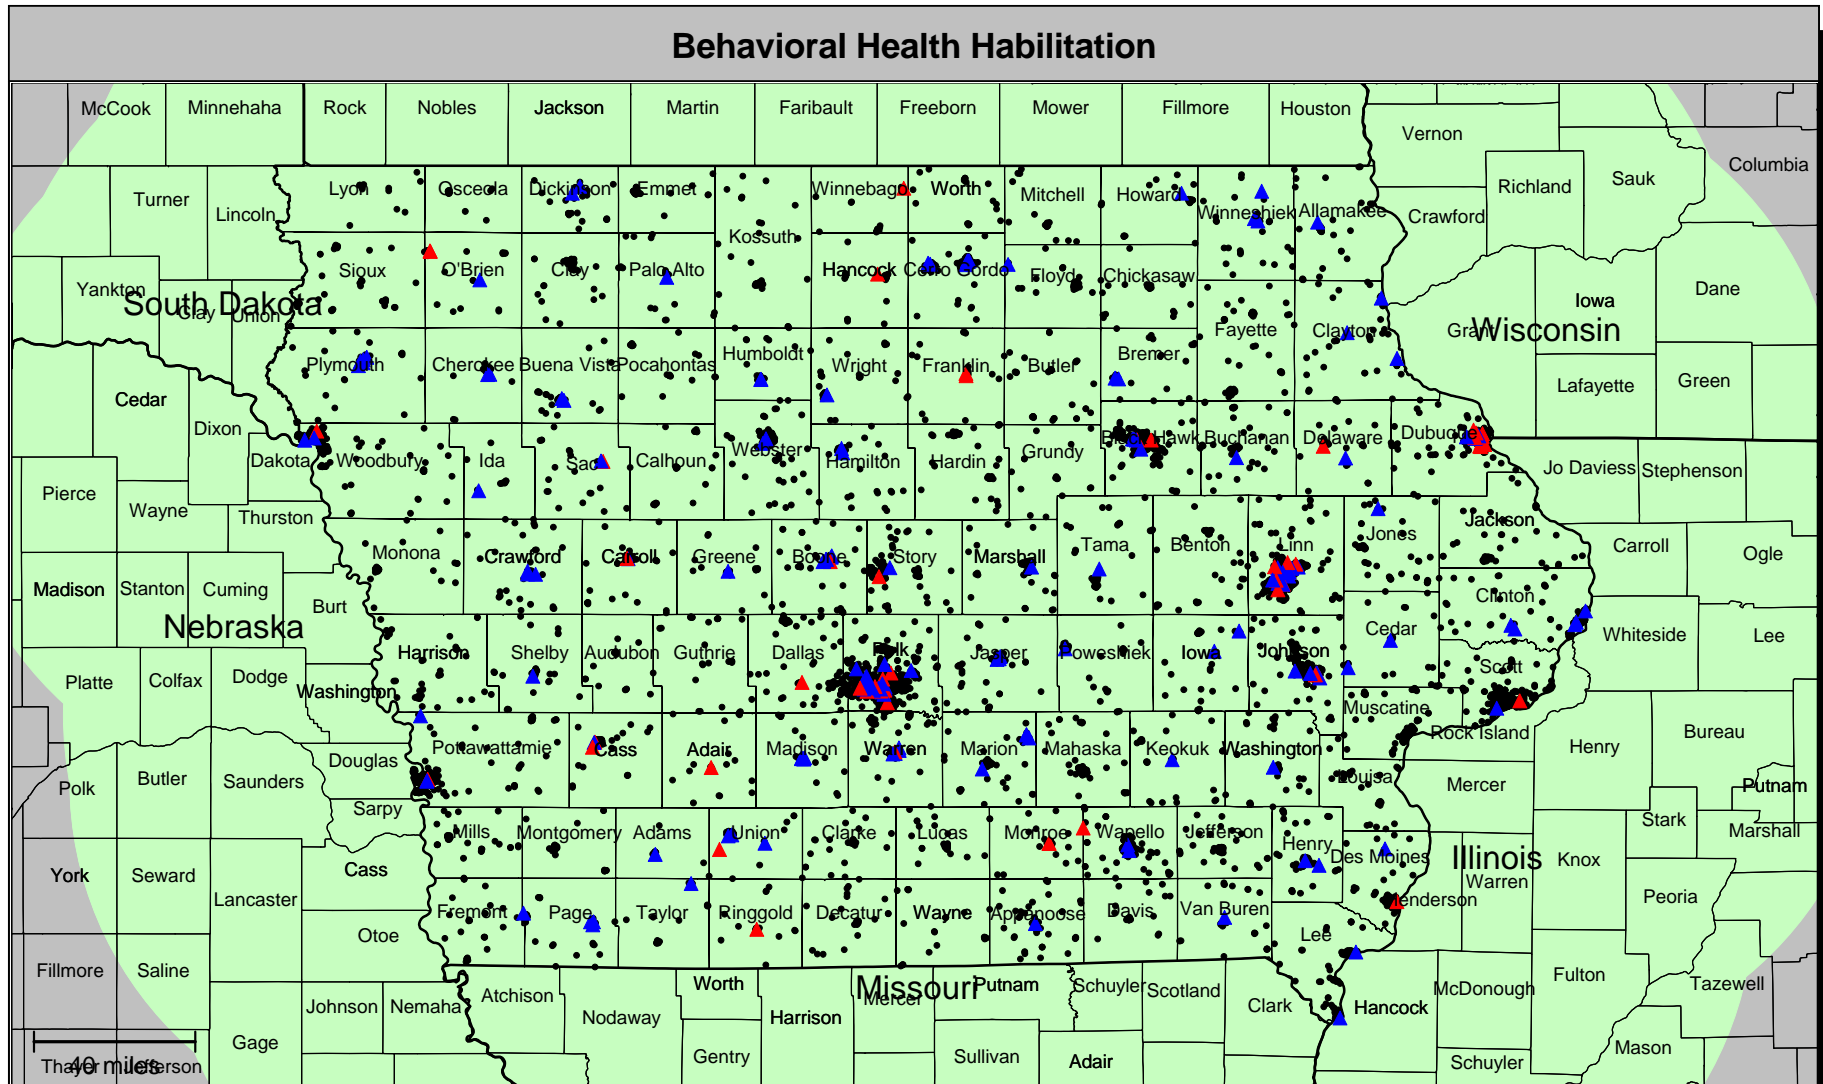 Behavioral Health Habilitation
McCook Minnehaha Rock Nobles Jackson Martin Faribault Freeborn Mower Fillmore Houston
Vernon
Columbia
Turner Lincoln Lyon Osceola Dickinson Emmet Winnebago Worth Mitchell Howard Winneshiek Allamakee Crawford Richland Sauk
Kossuth
Yankton Clay Union Sioux O'Brien Clay Palo Alto Hancock Cerro Gordo Floyd Chickasaw Iowa Dane
South Dakota
Wisconsin
Fayette Clayton Grant
Plymouth Cherokee Buena Vista Pocahontas Humboldt Wright Franklin Butler Bremer Lafayette Green
Cedar Dixon
Dakota Woodbury Ida Sac Calhoun Webster Hamilton Hardin Grundy Black Hawk Buchanan Delaware Dubuque Jo Daviess Stephenson
Pierce Wayne Thurston
Monona Crawford Carroll Greene Boone Story Marshall Tama Benton Linn Jones Jackson Carroll Ogle
Madison Stanton Cuming Burt Clinton
Nebraska
Harrison Shelby Audubon Guthrie Dallas Polk Jasper Poweshiek Iowa Johnson Cedar Scott Whiteside Lee
Platte Colfax Dodge Washington Muscatine Rock Island
Douglas Pottawattamie Cass Adair Madison Warren Marion Mahaska Keokuk Washington Louisa Henry Bureau
Polk Butler Saunders Sarpy Mercer Putnam
Mills Montgomery Adams Union Clarke Lucas Monroe Wapello Jefferson Henry Des Moines Stark Marshall
Illinois
York Seward Cass Lancaster Warren Knox Peoria
Fremont Page Taylor Ringgold Decatur Wayne Appanoose Davis Van Buren Lee Henderson
Otoe
Fillmore Saline Johnson Nemaha Atchison Nodaway Worth Harrison Mercer Putnam Schuyler Scotland Clark Hancock McDonough Fulton Tazewell
Missouri
Gage Gentry Sullivan Adair Schuyler Mason
Thayer Jefferson
40 miles